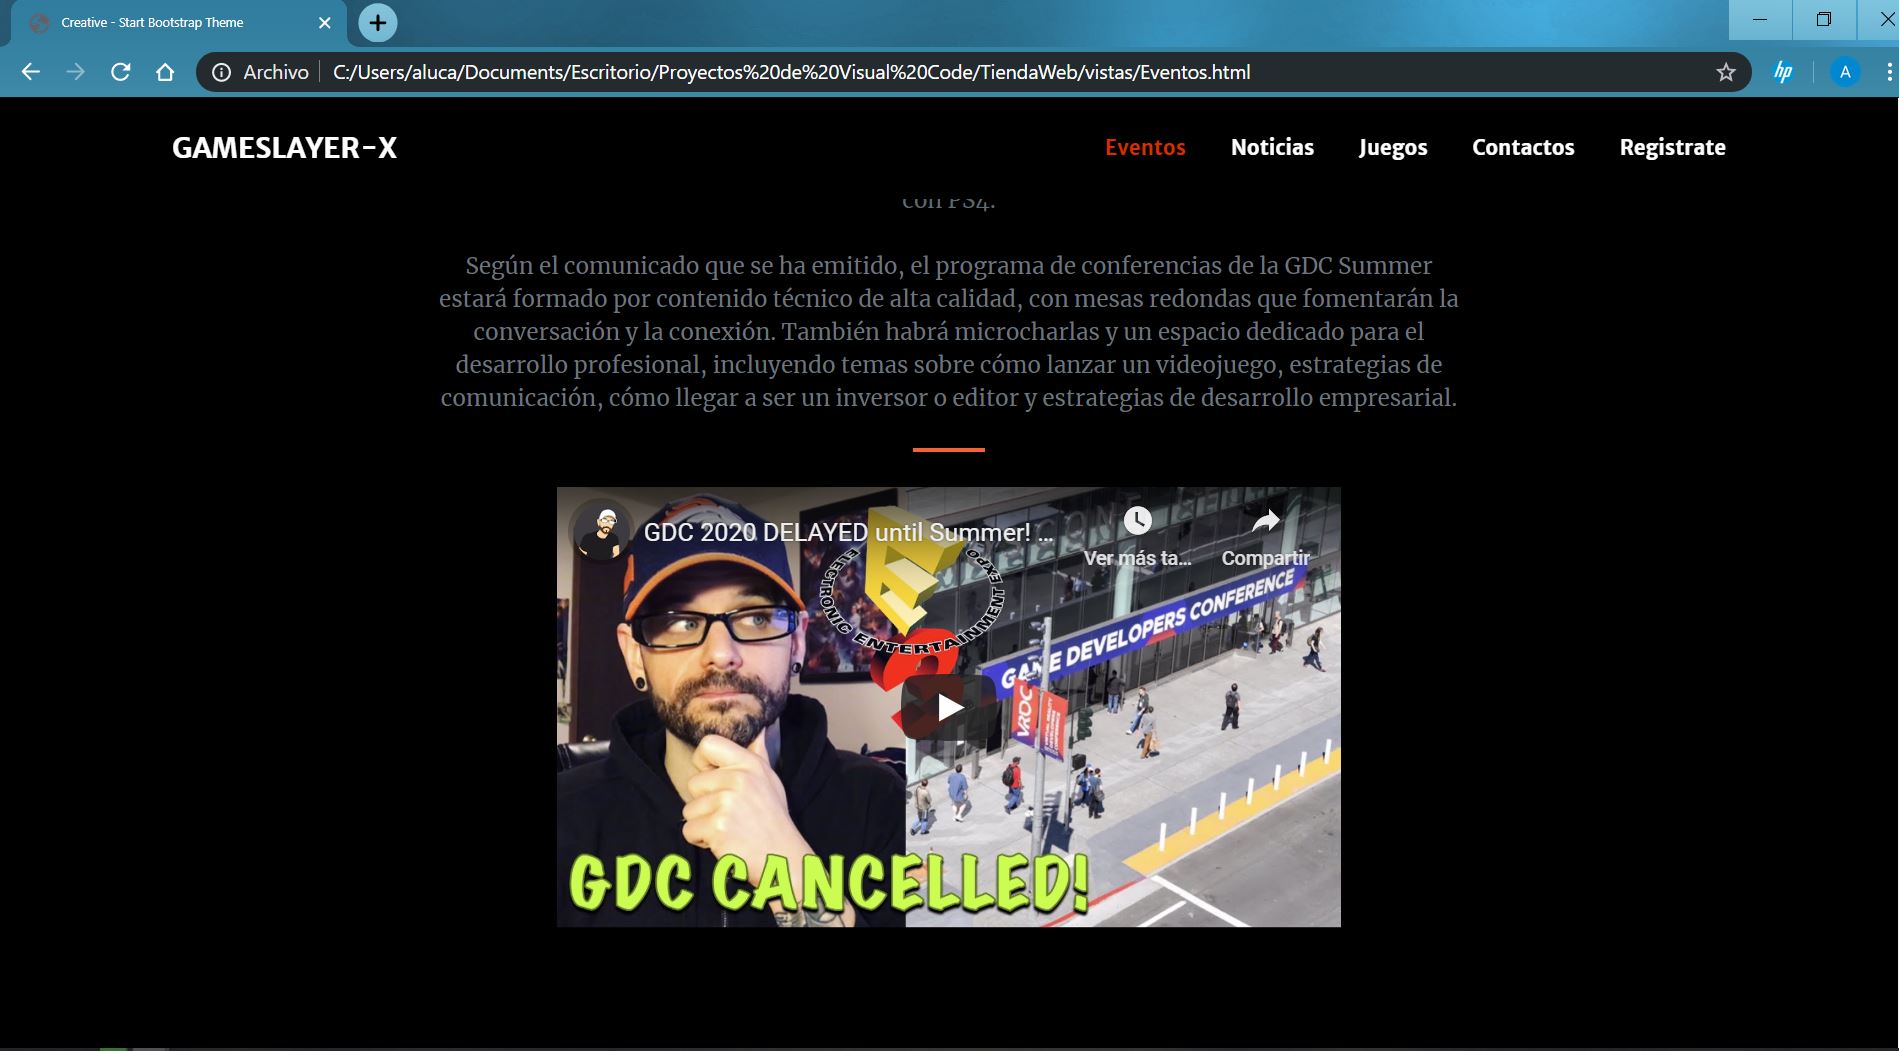 Creative - Start Bootstrap Theme
Archivo
C:/Users/aluca/Documents/Escritorio/Proyectos%20de%20Visual%20Code/TiendaWeb/vistas/Eventos.html
hp
A
GAMESLAYER-X
Eventos Noticias Juegos Contactos Registrate
con PS4.
Según el comunicado que se ha emitido, el programa de conferencias de la GDC Summer
estará formado por contenido técnico de alta calidad, con mesas redondas que fomentarán la
conversación y la conexión. También habrá microcharlas y un espacio dedicado para el
desarrollo profesional, incluyendo temas sobre cómo lanzar un videojuego, estrategias de
comunicación, cómo llegar a ser un inversor o editor y estrategias de desarrollo empresarial.
GDC 2020 DELAYED until Summer! ...
Ver más ta...
Compartir
ELECTRONIC ENTERTAINMENT EXPO
GAME DEVELOPERS CONFERENCE
VRDC
VIRTUAL REALITY
DEVELOPERS
CONFERENCE
GDC CANCELLED!